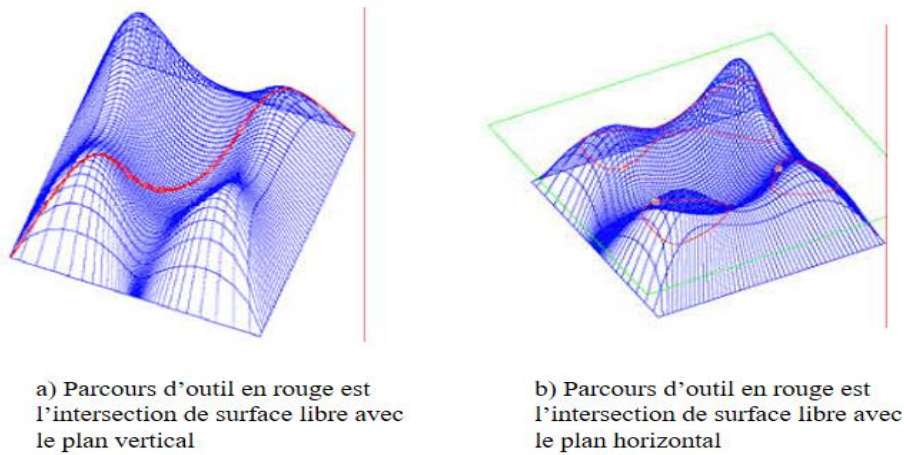 a) Parcours d'outil en rouge est
l'intersection de surface libre avec
le plan vertical
b) Parcours d'outil en rouge est
l'intersection de surface libre avec
le plan horizontal